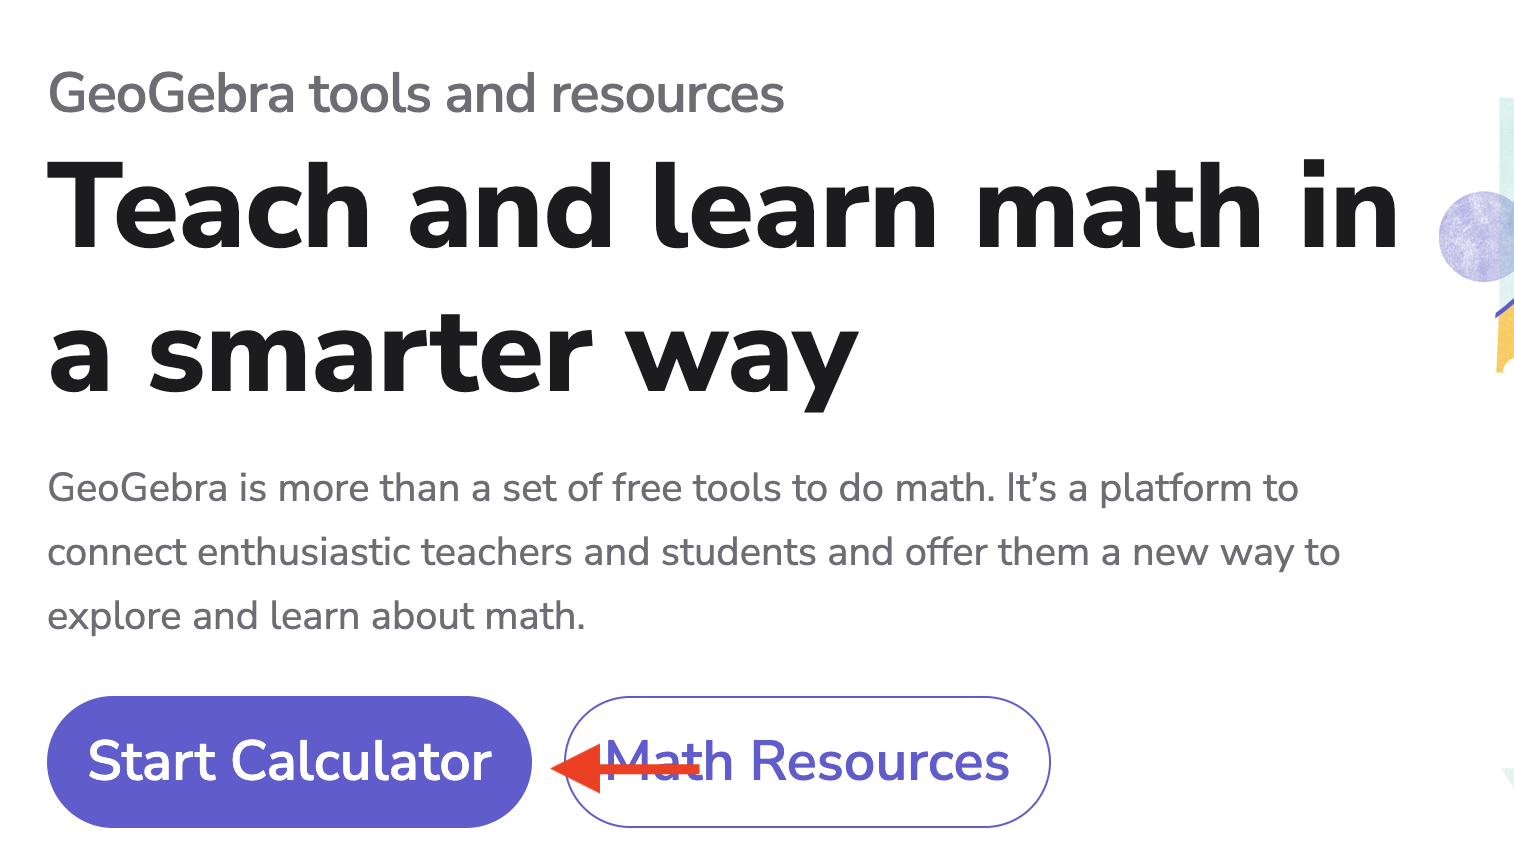 GeoGebra tools and resources
Teach and learn math in
a smarter way
GeoGebra is more than a set of free tools to do math. It’s a platform to
connect enthusiastic teachers and students and offer them a new way to
explore and learn about math.
Start Calculator
Math Resources